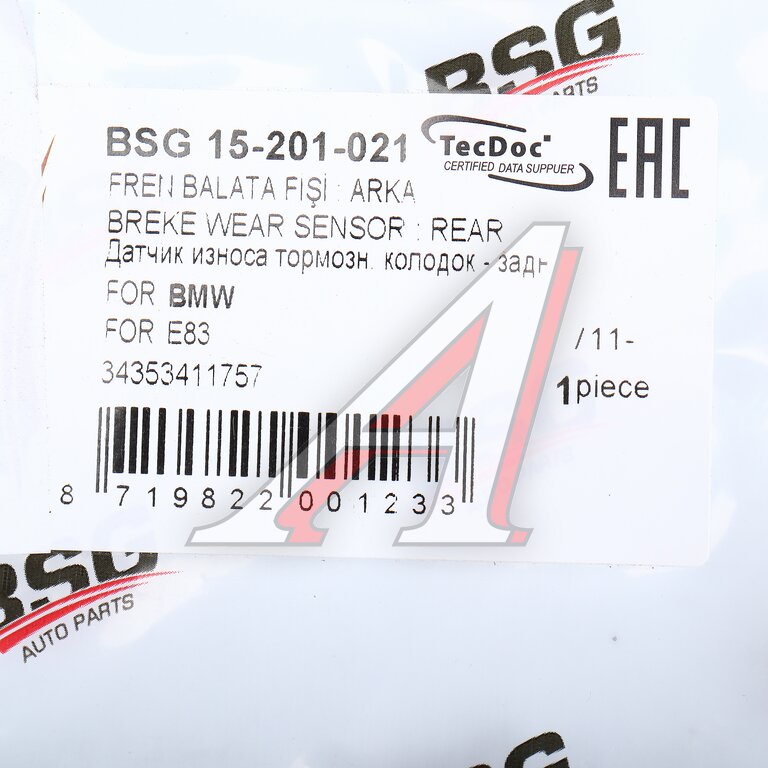 BSG
AUTO PARTS
BSG 15-201-021
TecDoc
CERTIFIED DATA SUPPLIER
EAC
FREN BALATA FIŞI : ARKA
BREKE WEAR SENSOR : REAR
Датчик износа тормозн. колодок - задн
FOR BMW
FOR E83
/11-
34353411757
1piece
8 719822 001233
BSG
AUTO PARTS
BSG